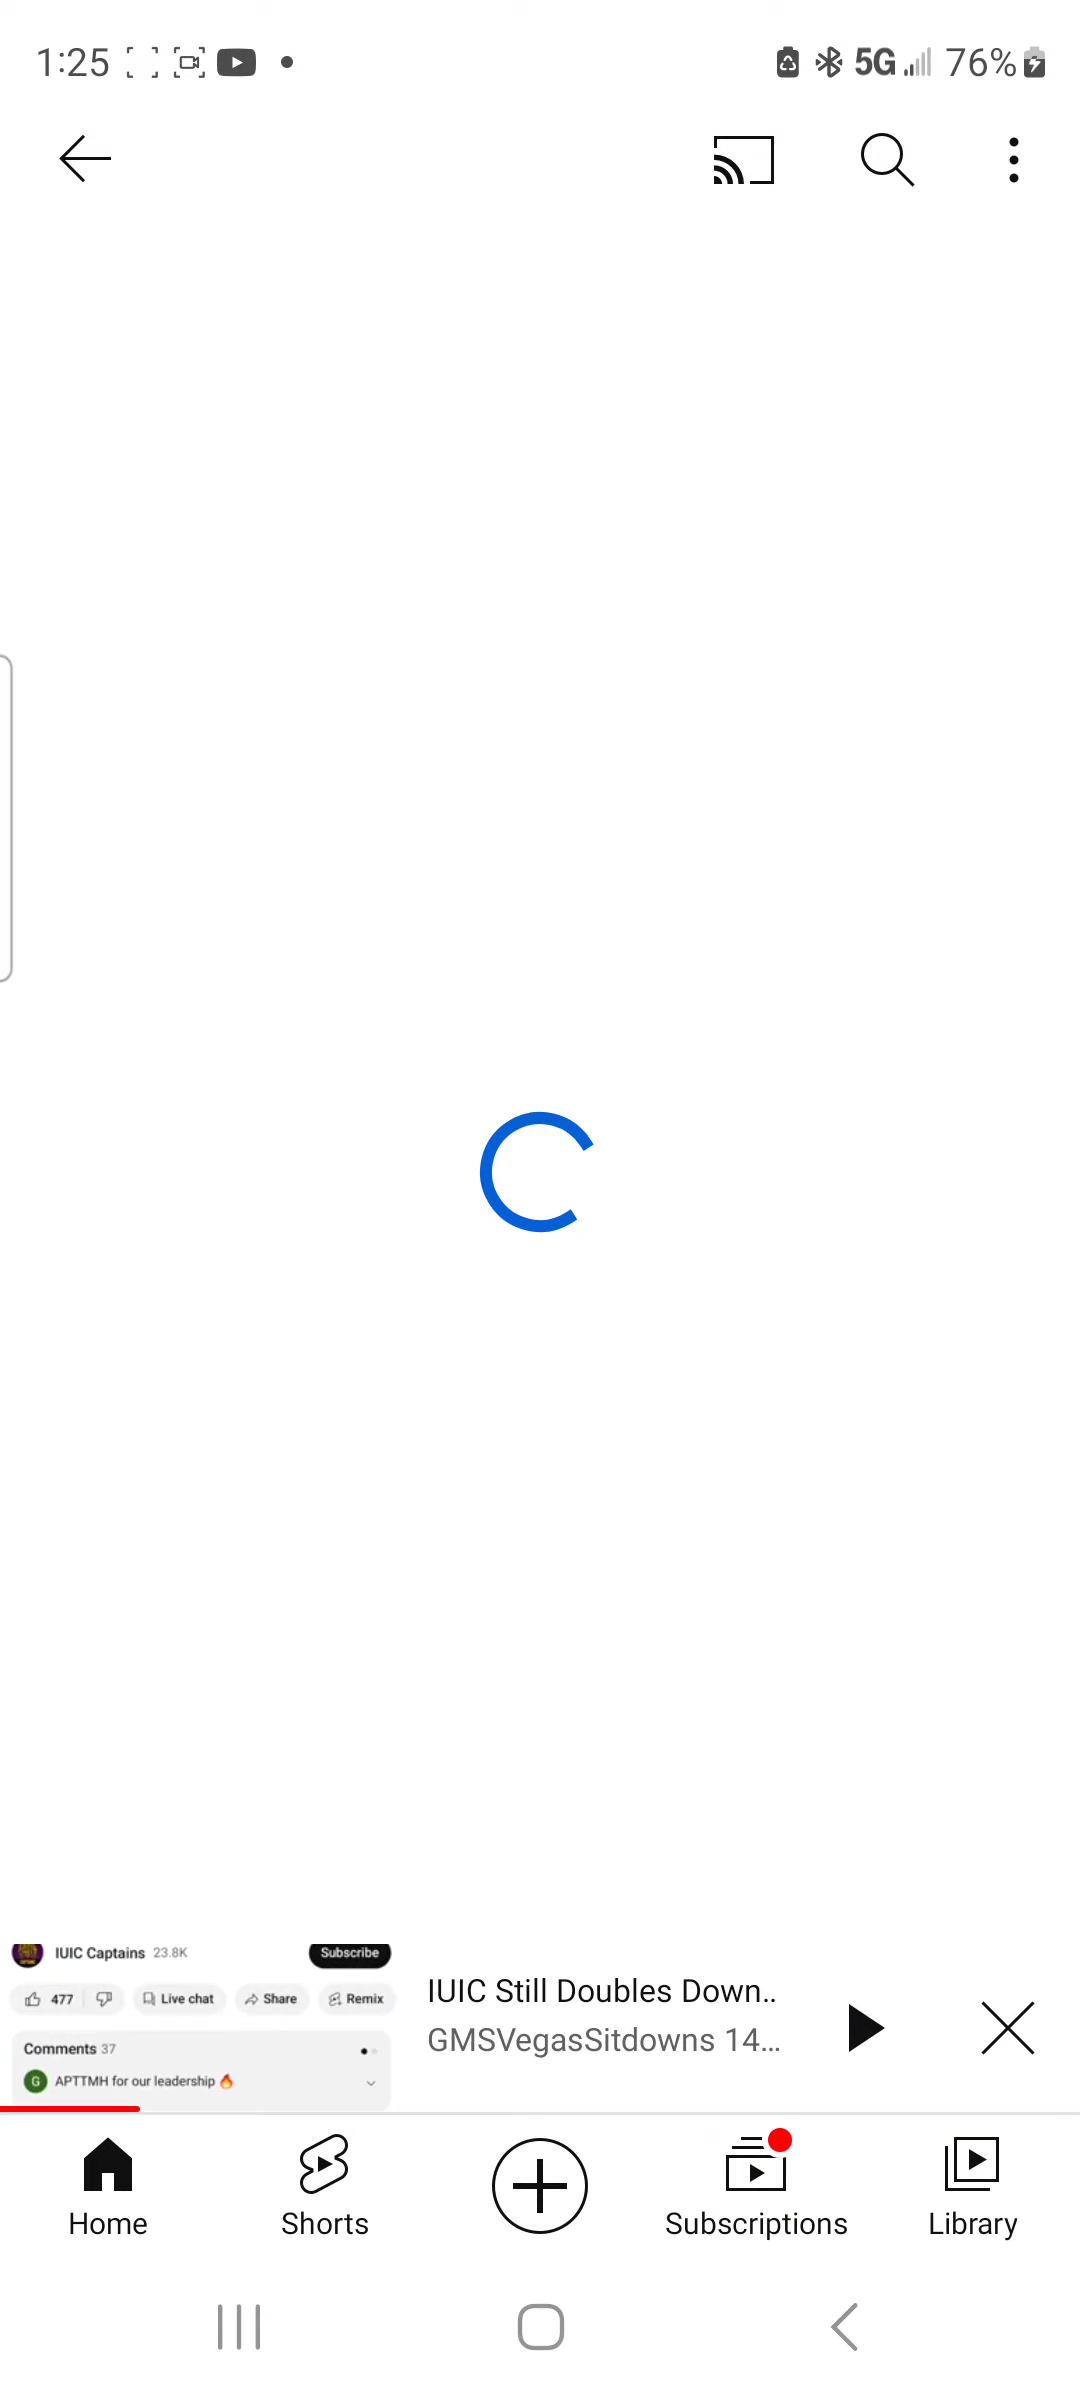 1:25
5G 76%
IUIC Captains 23.8K Subscribe
477 Live chat Share Remix
Comments 37
G APTTMH for our leadership 🔥
IUIC Still Doubles Down..
GMSVegasSitdowns 14...
Home Shorts Subscriptions Library